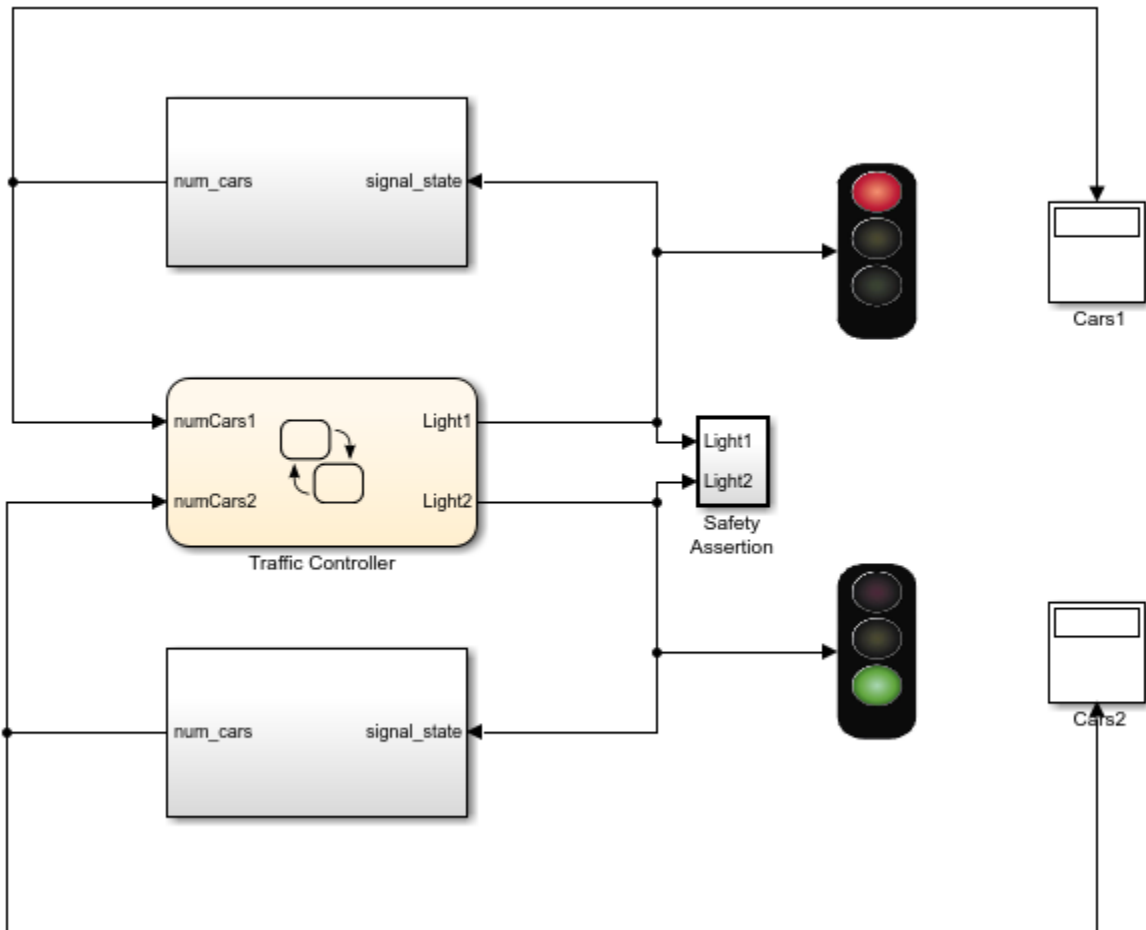 num_cars
signal_state
Cars1
numCars1
Light1
numCars2
Light2
Traffic Controller
Light1
Light2
Safety
Assertion
num_cars
signal_state
Cars2